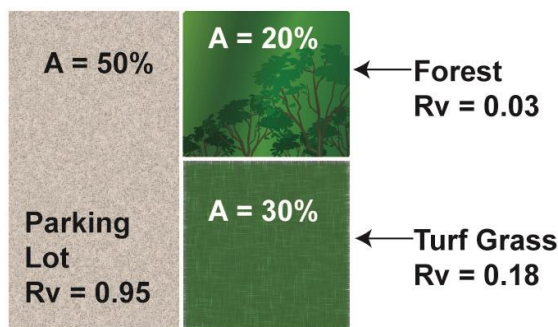 A = 50%
Parking
Lot
Rv = 0.95
A = 20%
Forest
Rv = 0.03
A = 30%
Turf Grass
Rv = 0.18